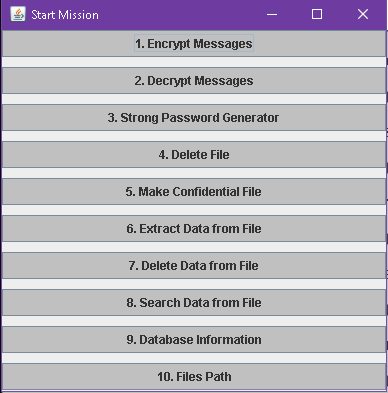 Start Mission
1. Encrypt Messages
2. Decrypt Messages
3. Strong Password Generator
4. Delete File
5. Make Confidential File
6. Extract Data from File
7. Delete Data from File
8. Search Data from File
9. Database Information
10. Files Path